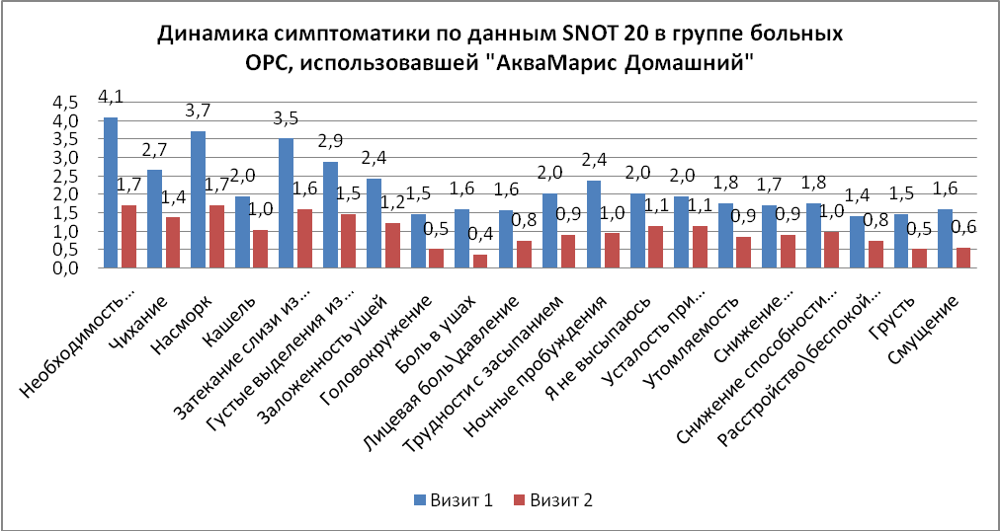 Динамика симптоматики по данным SNOT 20 в группе больных
ОРС, использовавшей "АкваМарис Домашний"
4,5
4,0
3,5
3,0
2,5
2,0
1,5
1,0
0,5
0,0
4,1 1,7
2,7 1,4
3,7 1,7
2,0 1,0
3,5 1,6
2,9 1,5
2,4 1,2
1,5 0,5
1,6 0,4
1,6 0,8
2,0 0,9
2,4 1,0
2,0 1,1
2,0 1,1
1,8 0,9
1,7 0,9
1,8 1,0
1,4 0,8
1,5 0,5
1,6 0,6
Необходимость...
Чихание
Насморк
Кашель
Затекание слизи из...
Густые выделения из...
Заложенность ушей
Головокружение
Боль в ушах
Лицевая боль\давление
Трудности с засыпанием
Ночные пробуждения
Я не высыпаюсь
Усталость при...
Утомляемость
Снижение...
Снижение способности...
Расстройство\беспокой...
Грусть
Смущение
Визит 1
Визит 2